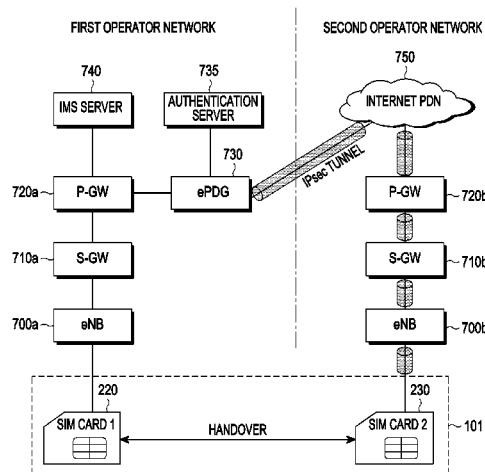 FIRST OPERATOR NETWORK
SECOND OPERATOR NETWORK
740
735
750
IMS SERVER
AUTHENTICATION
SERVER
INTERNET PDN
730
IPsec TUNNEL
720a
P-GW
ePDG
P-GW
720b
710a
S-GW
S-GW
710b
700a
eNB
eNB
700b
220
230
SIM CARD 1
HANDOVER
SIM CARD 2
101